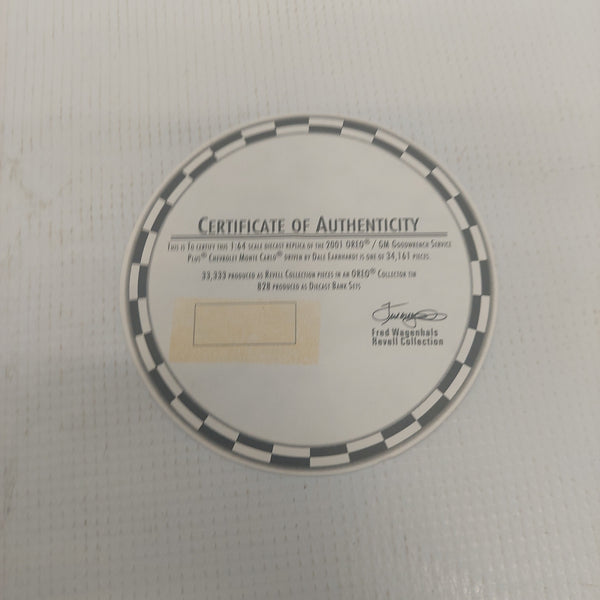 CERTIFICATE OF AUTHENTICITY
THIS IS TO CERTIFY THIS 1:64 SCALE DIECAST REPLICA OF THE 2001 OREO® / GM GOODWRENCH SERVICE
PLUS® CHEVROLET MONTE CARLO® DRIVEN BY DALE EARNHARDT IS ONE OF 34,161 PIECES
33,333 PRODUCED AS REVELL COLLECTION PIECES IN AN OREO® COLLECTOR TIN
828 PRODUCED AS DIECAST BANK SETS
Fred Wagenhals
Revell Collection